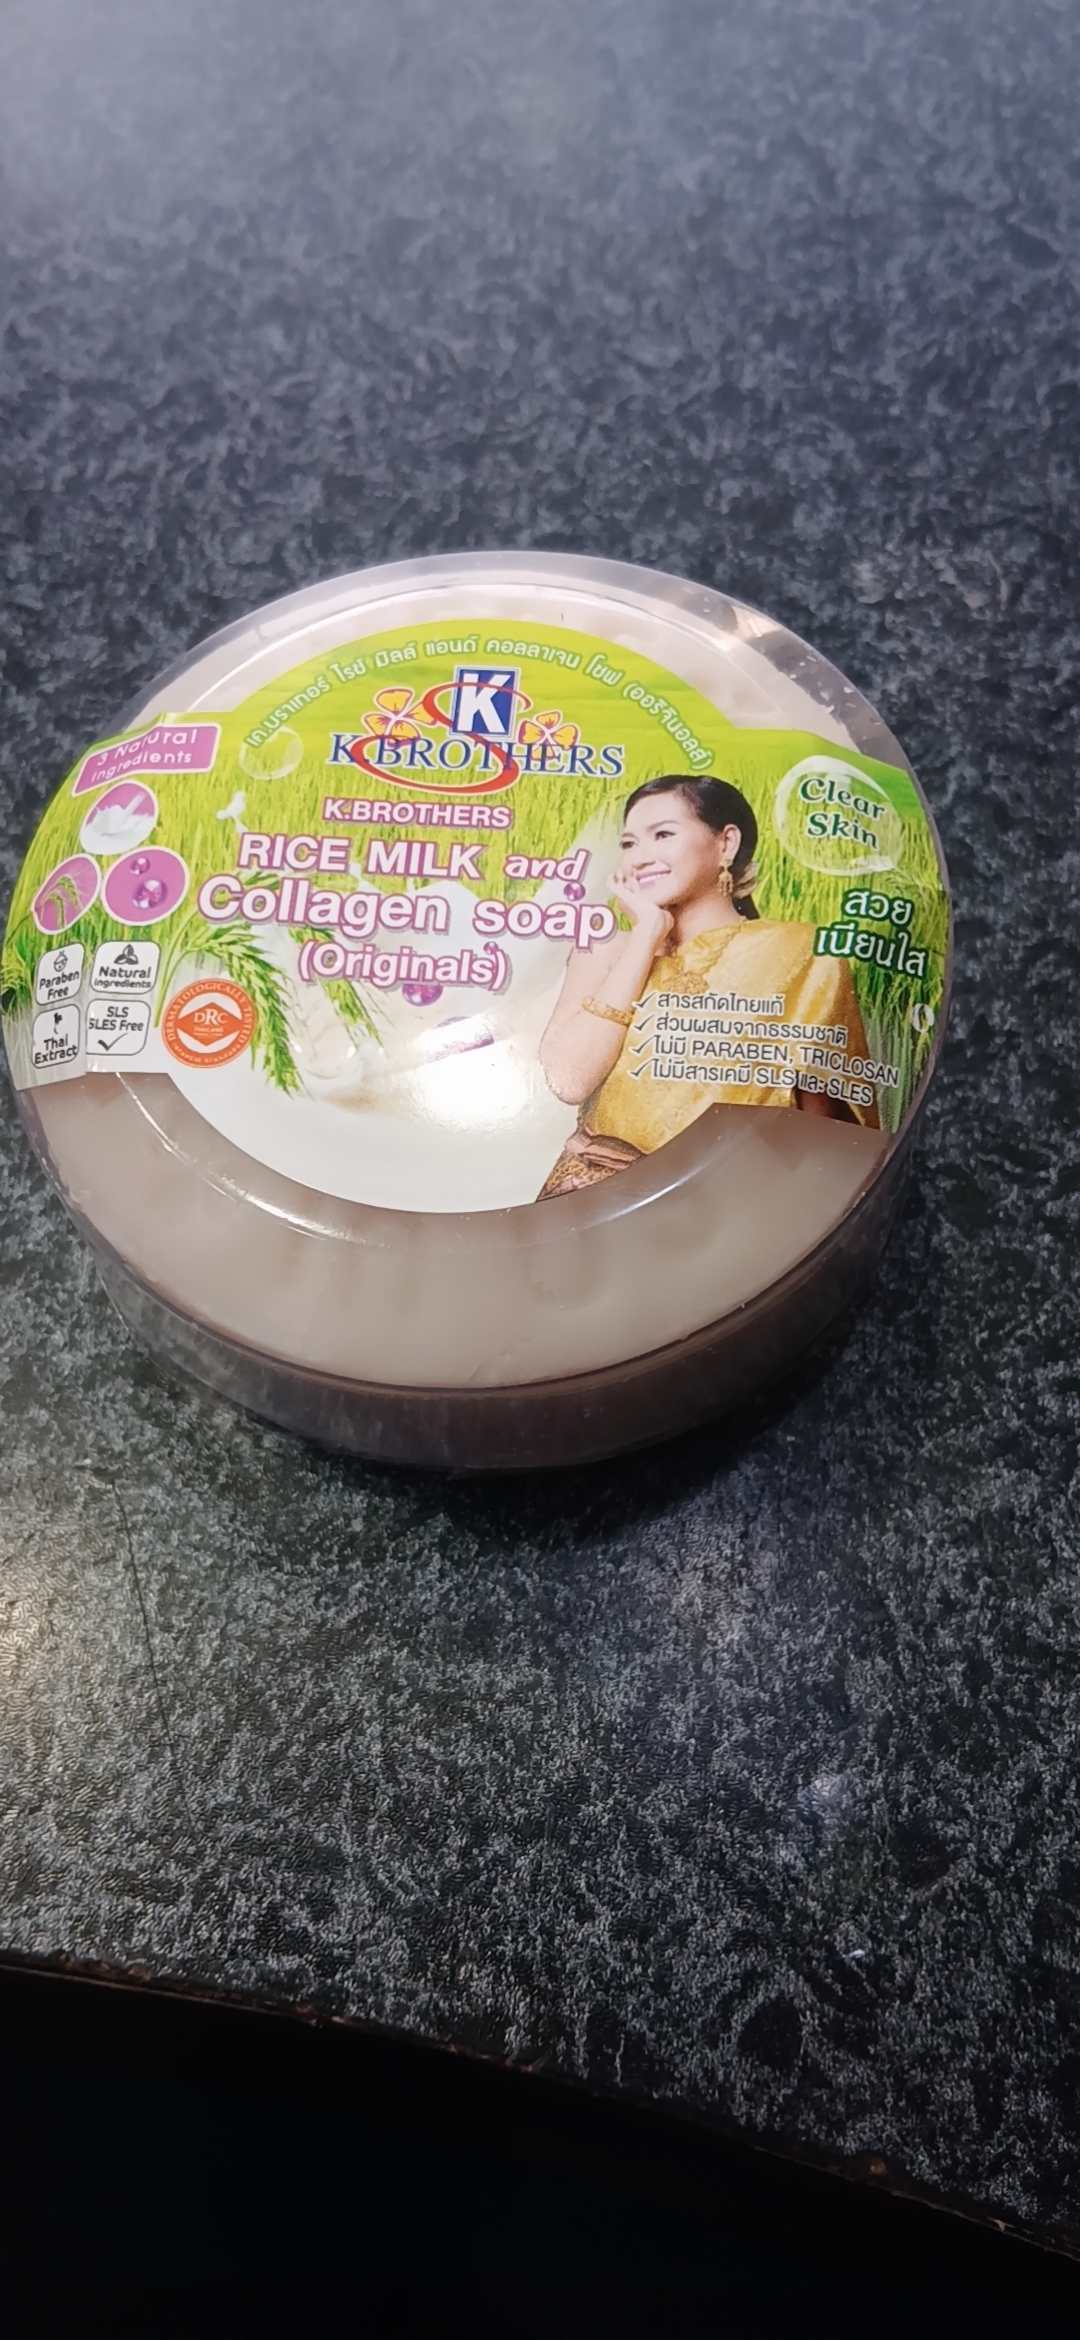 เค.บราเทอร์ ไรซ์ มิลล์ แอนด์ คอลลาเจน โซฟ (ออริจินอลส์)
K
K.BROTHERS
3 Natural
ingredients
K.BROTHERS
RICE MILK and
Collagen soap
(Originals)
Clear
Skin
สวย
เนียนใส
Paraben
Free
Natural
Ingredients
Thai
Extract
SLS
SLES Free
DERMATOLOGICALLY TESTED
DRC
THAILAND
✓สารสกัดไทยแท้
✓ส่วนผสมจากธรรมชาติ
✓ไม่มี PARABEN, TRICLOSAN
✓ไม่มีสารเคมี SLS และ SLES